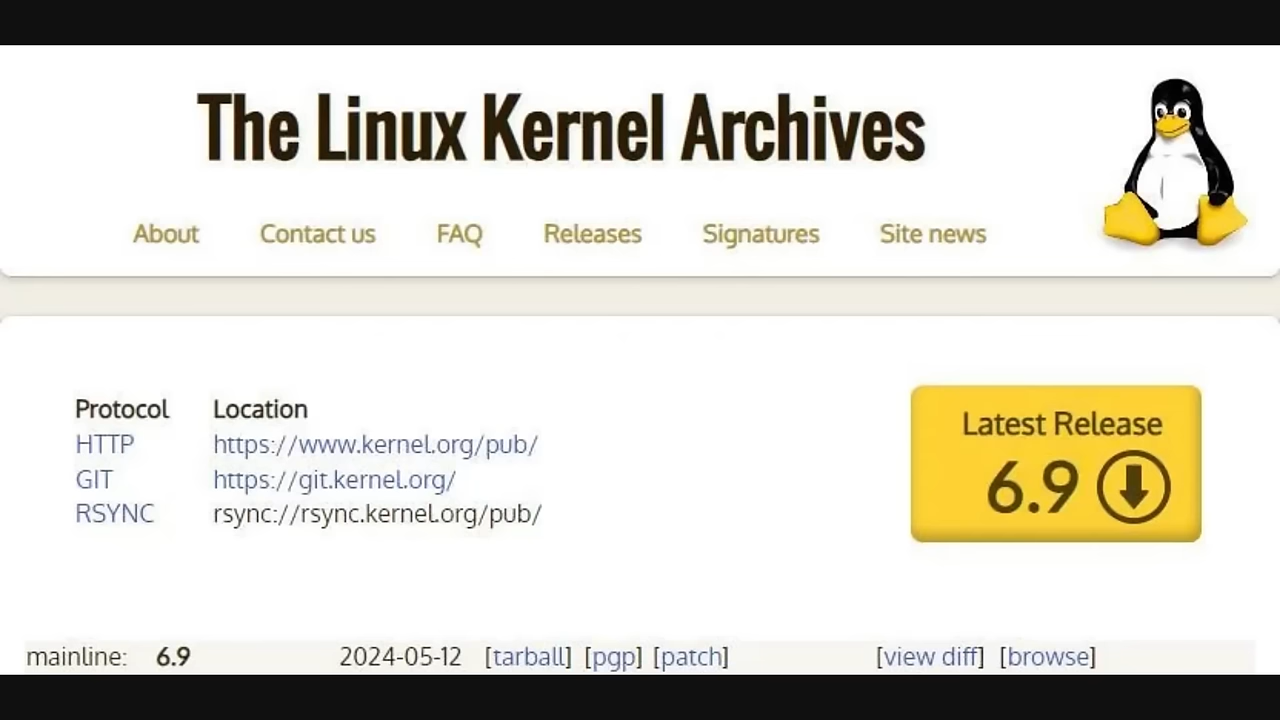 The Linux Kernel Archives
About Contact us FAQ Releases Signatures Site news
Protocol Location
HTTP https://www.kernel.org/pub/
GIT https://git.kernel.org/
RSYNC rsync://rsync.kernel.org/pub/
Latest Release
6.9
mainline: 6.9 2024-05-12 [tarball] [pgp] [patch] [view diff] [browse]